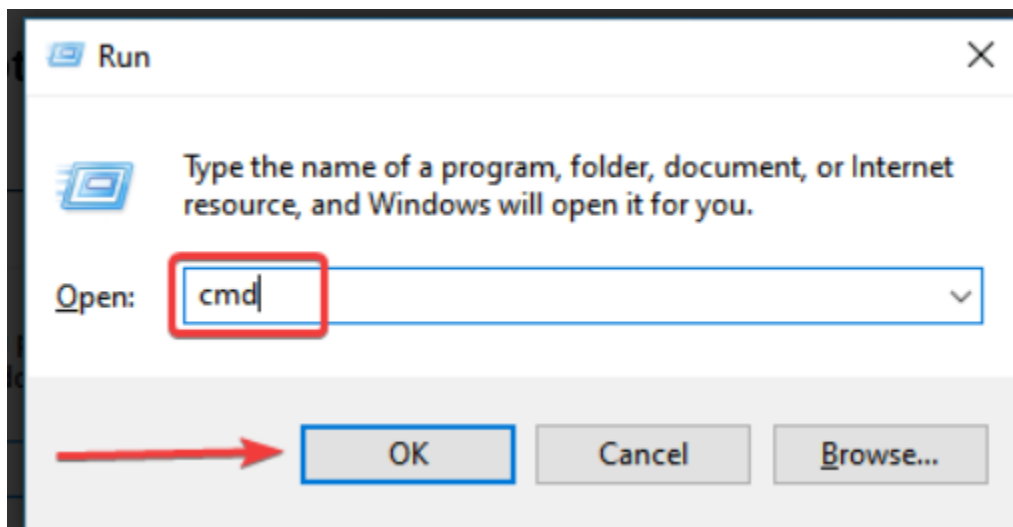 Run
Type the name of a program, folder, document, or Internet
resource, and Windows will open it for you.
Open: cmd
OK Cancel Browse...